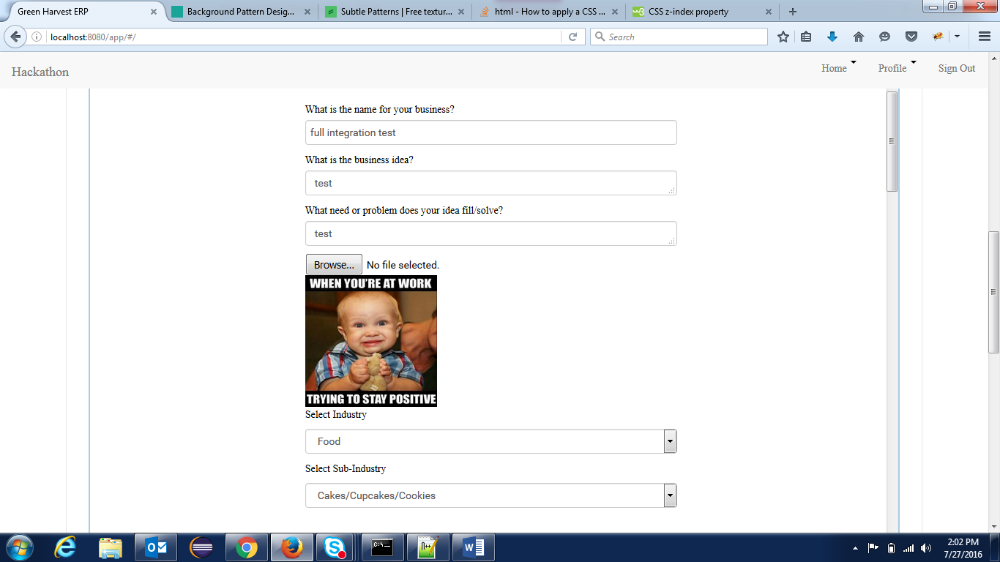 Green Harvest ERP
Background Pattern Desig...
Subtle Patterns | Free textur...
html - How to apply a CSS ...
w3
CSS z-index property
localhost:8080/app/#/
Search
Hackathon
Home
Profile
Sign Out
What is the name for your business?
full integration test
What is the business idea?
test
What need or problem does your idea fill/solve?
test
Browse... No file selected.
WHEN YOU'RE AT WORK
TRYING TO STAY POSITIVE
Select Industry
Food
Select Sub-Industry
Cakes/Cupcakes/Cookies
2:02 PM
7/27/2016